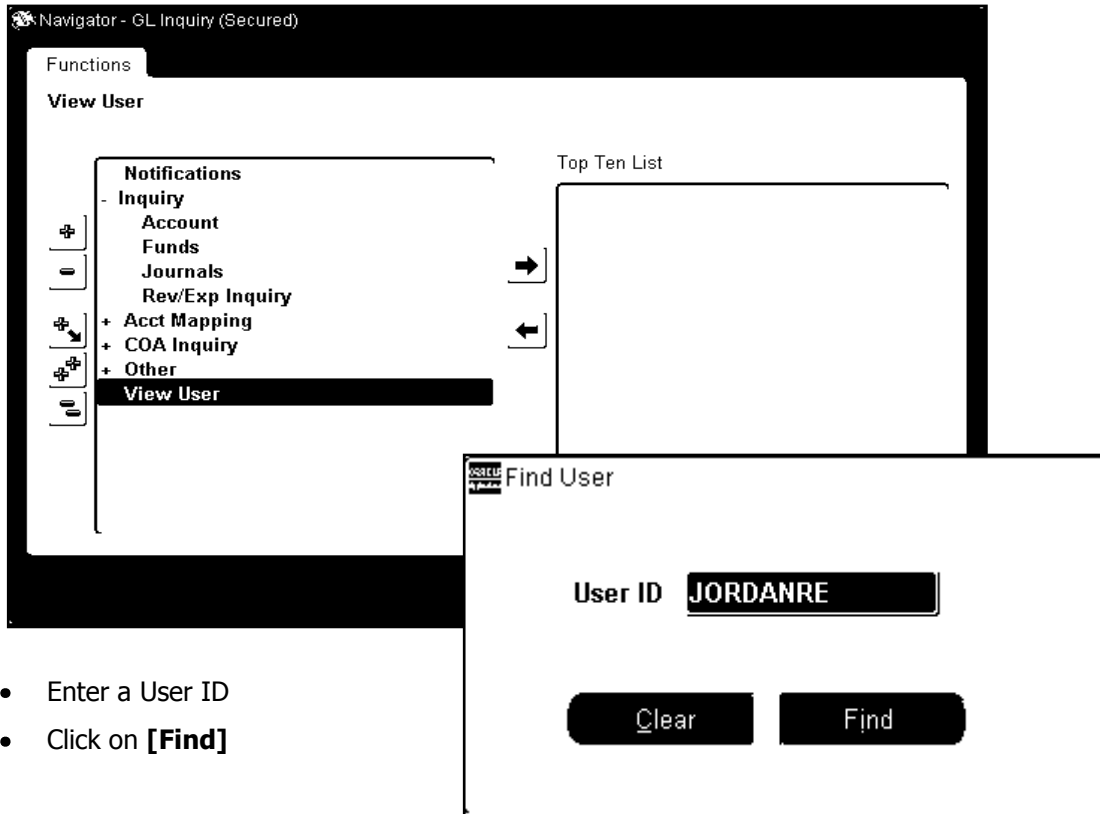 Navigator - GL Inquiry (Secured)
Functions
View User
Top Ten List
Notifications
- Inquiry
Account
Funds
Journals
Rev/Exp Inquiry
+ Acct Mapping
+ COA Inquiry
+ Other
View User
Find User
User ID JORDANRE
Clear Find
• Enter a User ID
• Click on [Find]